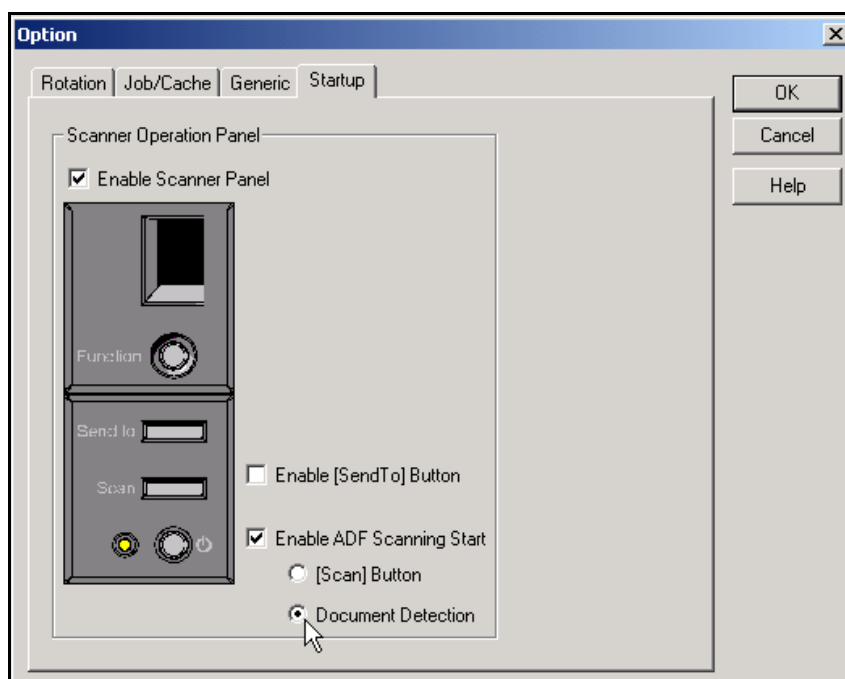 Option
Rotation Job/Cache Generic Startup
OK
Cancel
Help
Scanner Operation Panel
Enable Scanner Panel
Function
Send to
Scan
Enable [SendTo] Button
Enable ADF Scanning Start
[Scan] Button
Document Detection